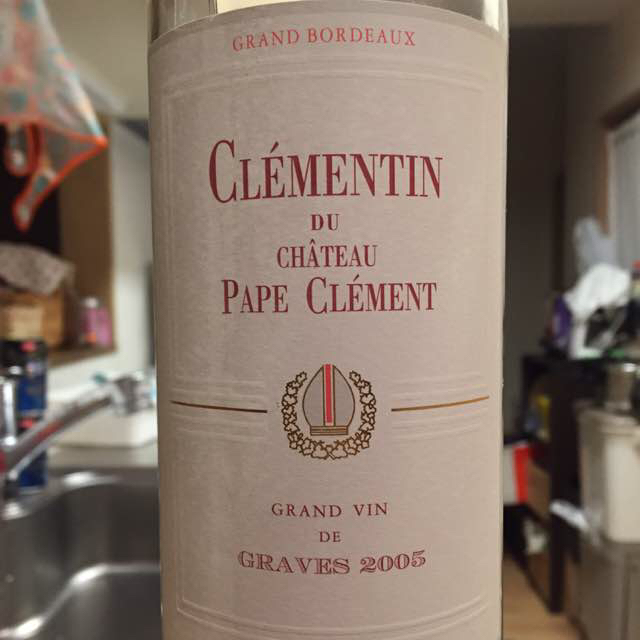 GRAND BORDEAUX
CLÉMENTIN
DU
CHÂTEAU
PAPE CLÉMENT
GRAND VIN
DE
GRAVES 2005